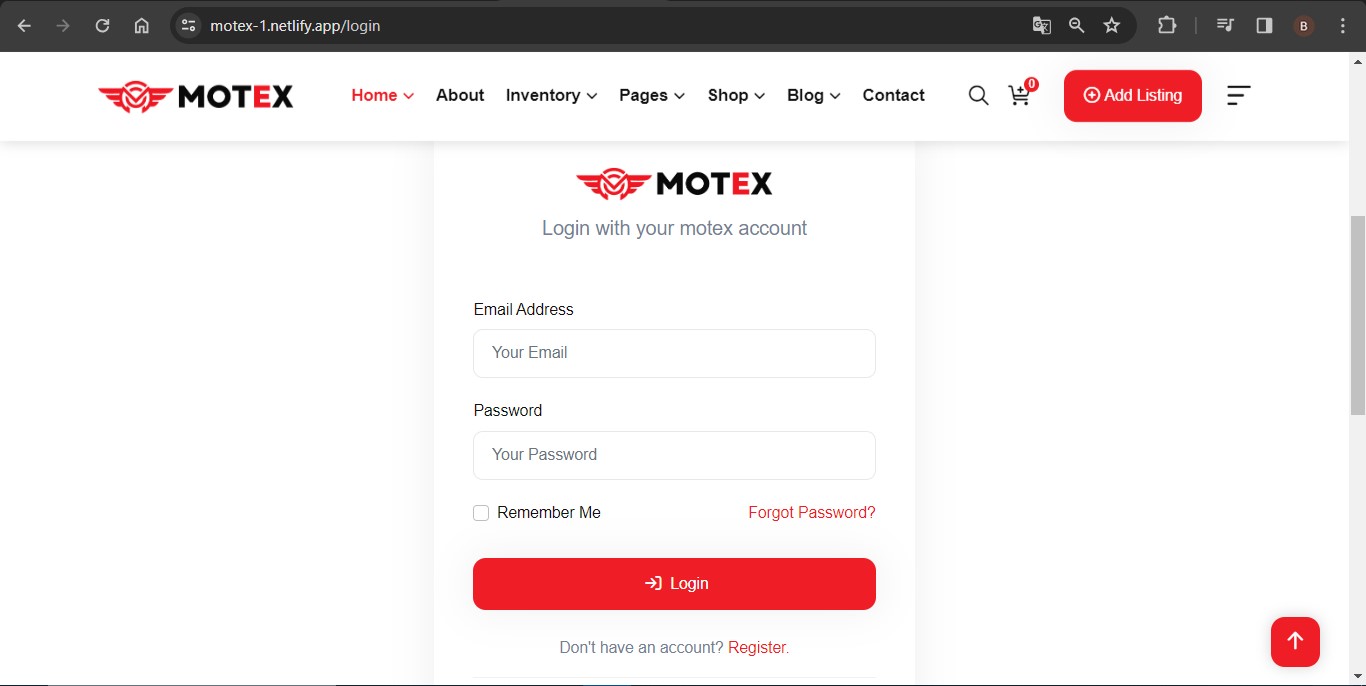 motex-1.netlify.app/login
B
MOTEX Home About Inventory Pages Shop Blog Contact 0 Add Listing
MOTEX
Login with your motex account
Email Address
Your Email
Password
Your Password
Remember Me Forgot Password?
Login
Don't have an account? Register.